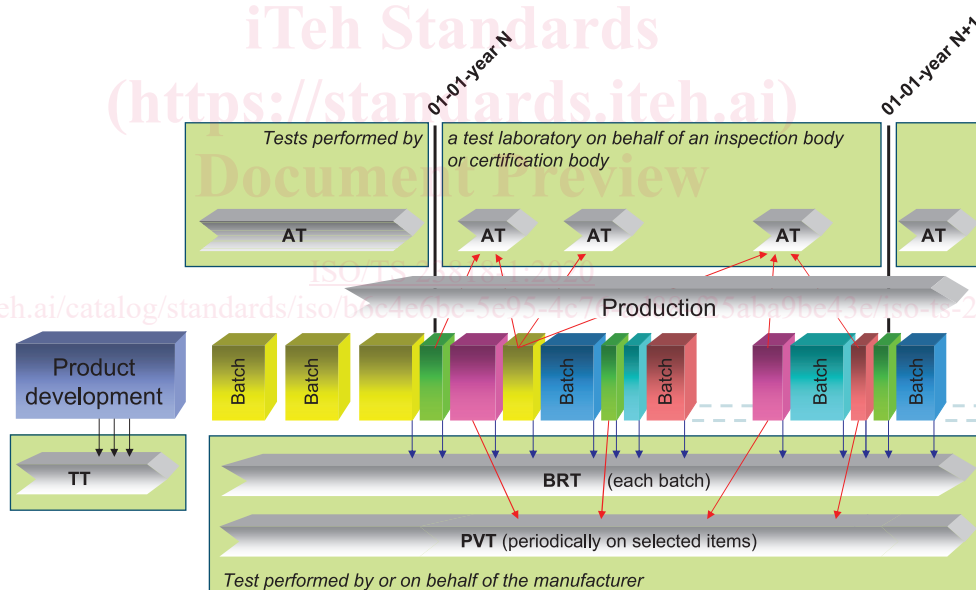 iTeh Standards
(https://standards.iteh.ai)
Document Preview
01-01-year N
01-01-year N+1
Tests performed by
a test laboratory on behalf of an inspection body
or certification body
AT
AT
AT
AT
AT
Production
Product
development
Batch
Batch
Batch
Batch
Batch
Batch
Batch
TT
BRT (each batch)
PVT (periodically on selected items)
Test performed by or on behalf of the manufacturer